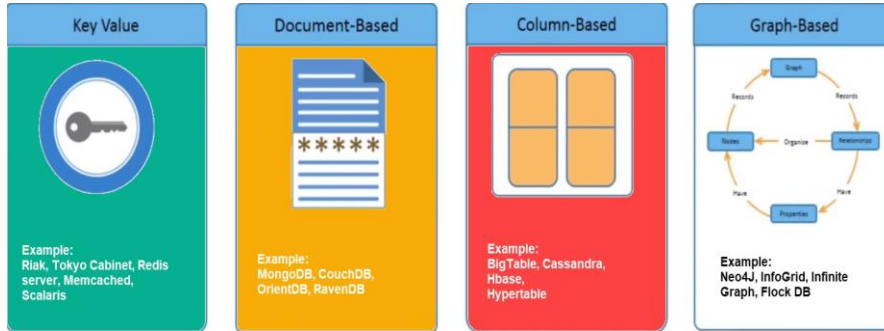 Key Value
Example:
Riak, Tokyo Cabinet, Redis
server, Memcached,
Scalaris
Document-Based
*****
Example:
MongoDB, CouchDB,
OrientDB, RavenDB
Column-Based
Example:
BigTable, Cassandra,
Hbase,
Hypertable
Graph-Based
Graph
Records
Records
Nodes
Organize
Relationships
Have
Have
Properties
Example:
Neo4J, InfoGrid, Infinite
Graph, Flock DB